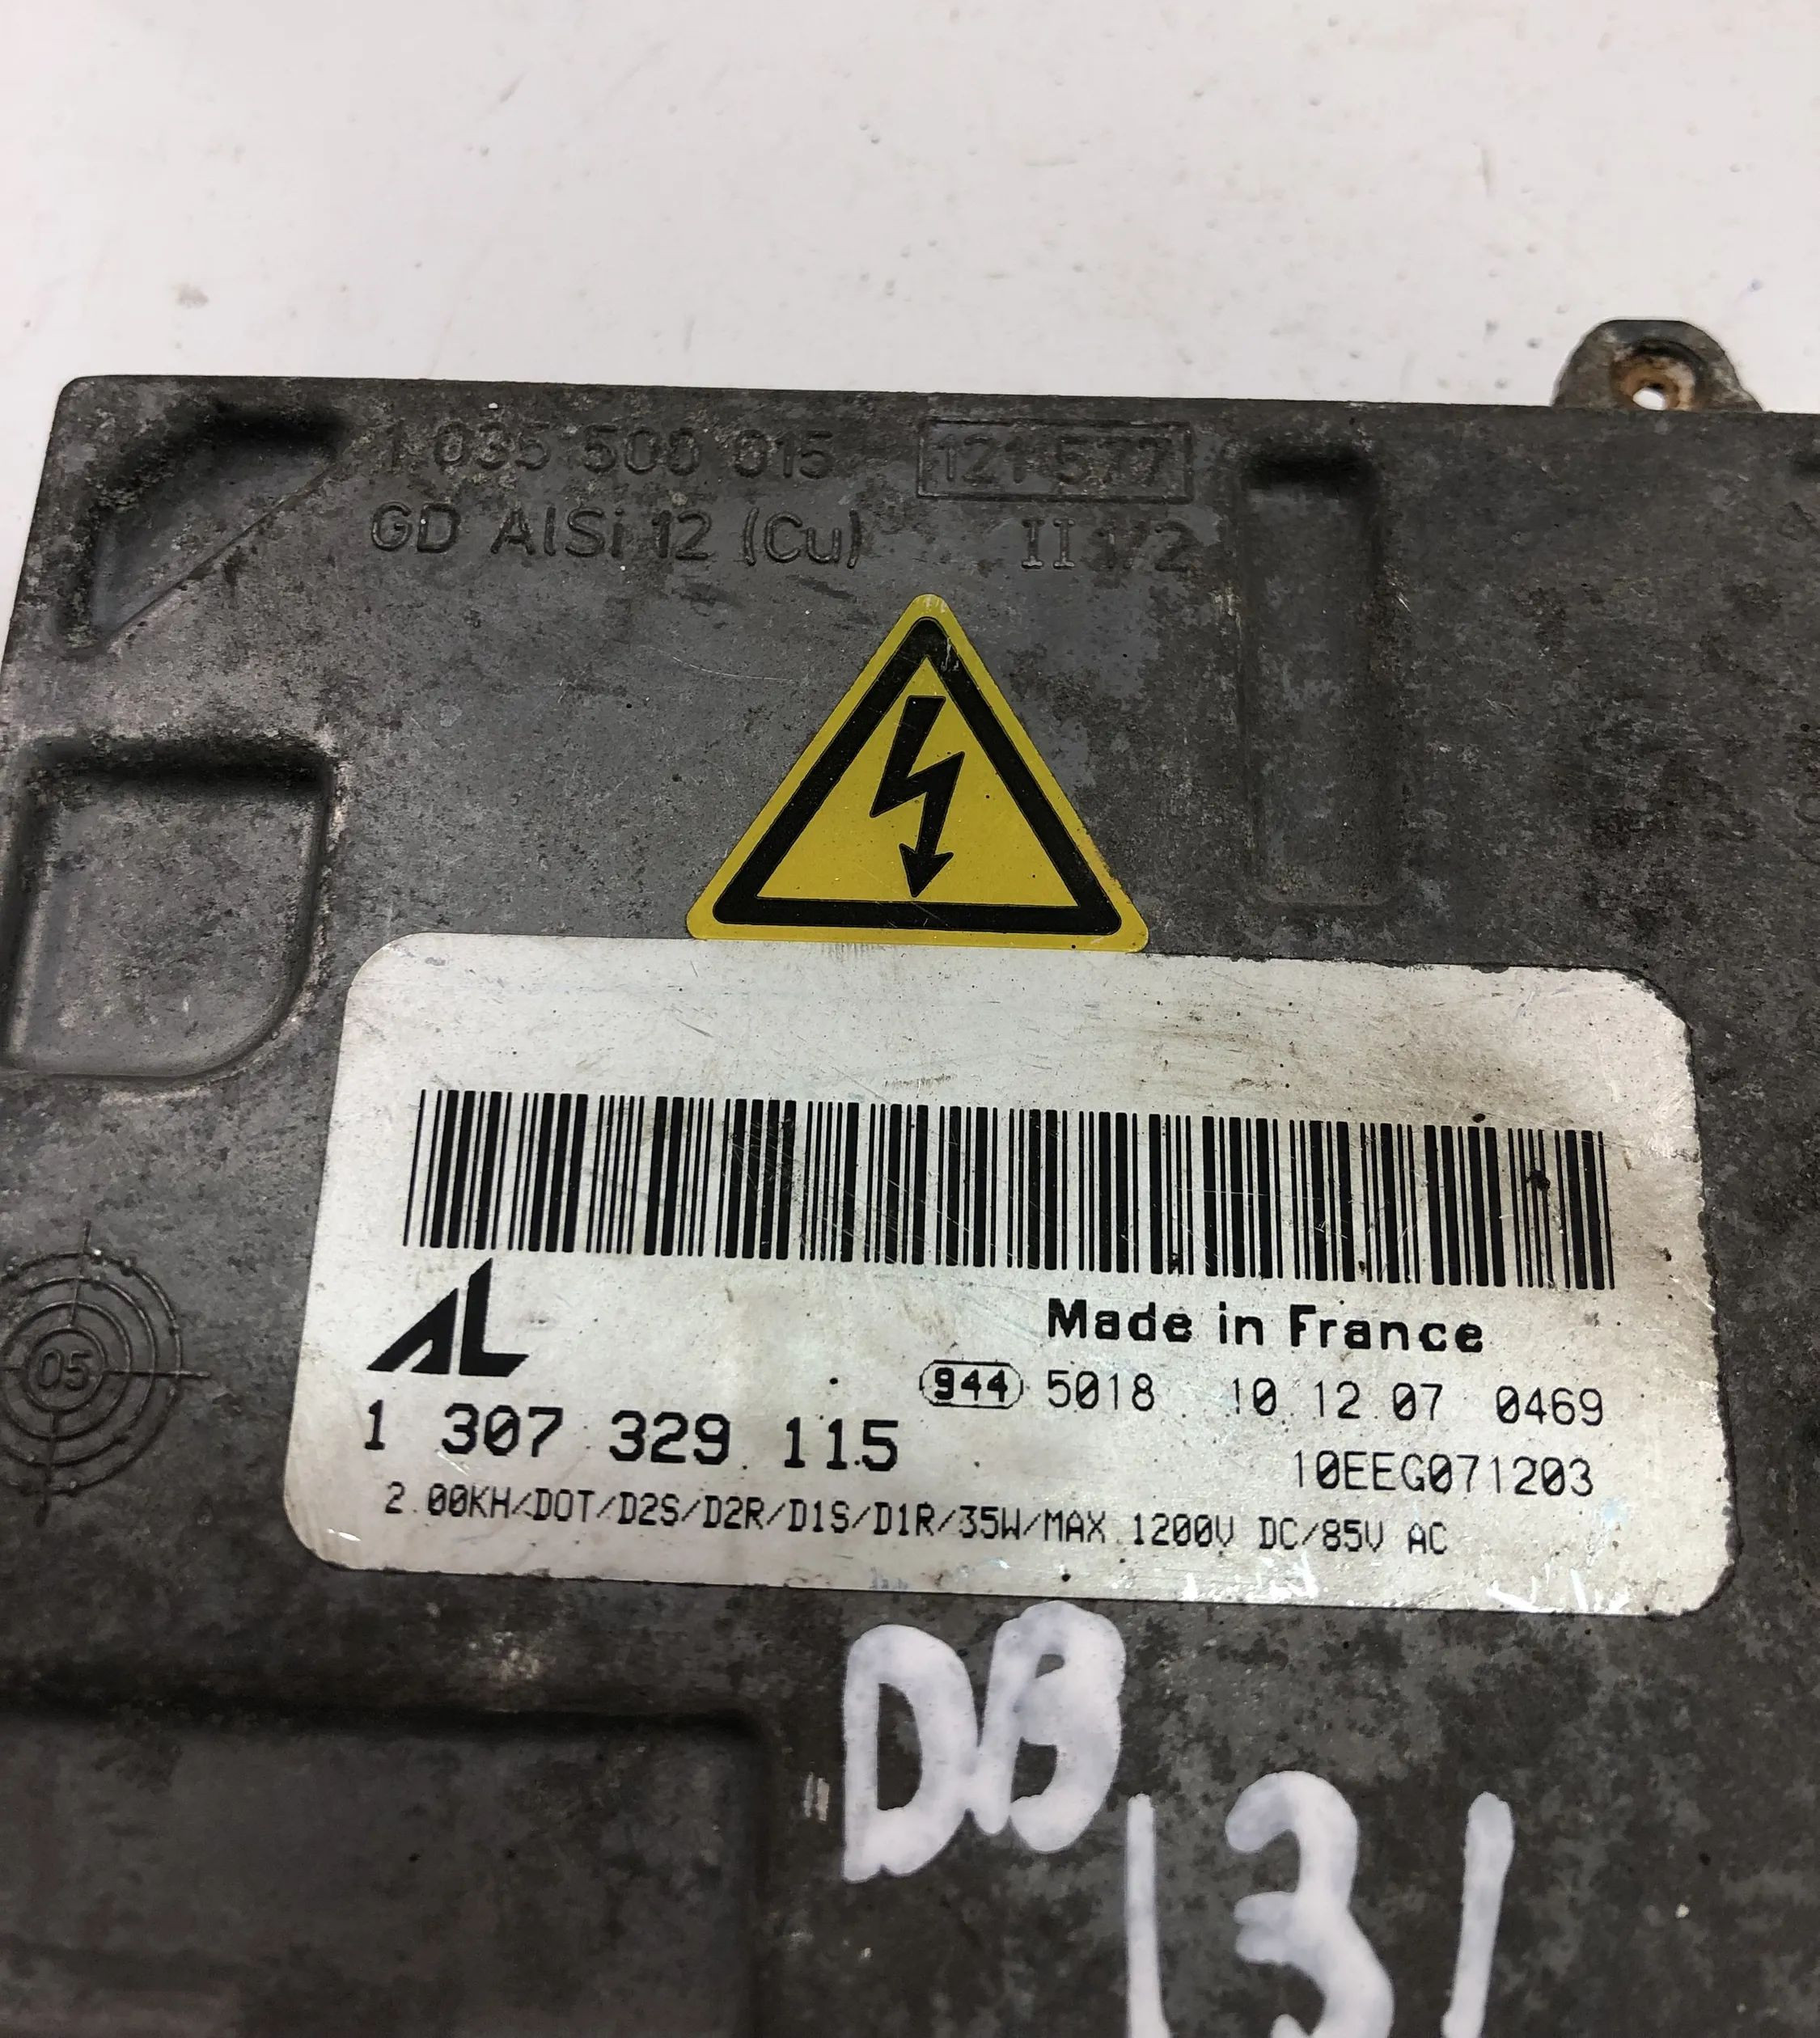 1 035 500 015 121 577
GD AlSi 12 (Cu) II 1/2
05
AL
Made in France
944 5018 10 12 07 0469
1 307 329 115
10EEG071203
2.00KH/DOT/D2S/D2R/D1S/D1R/35W/MAX.1200V DC/85V AC
DB
131